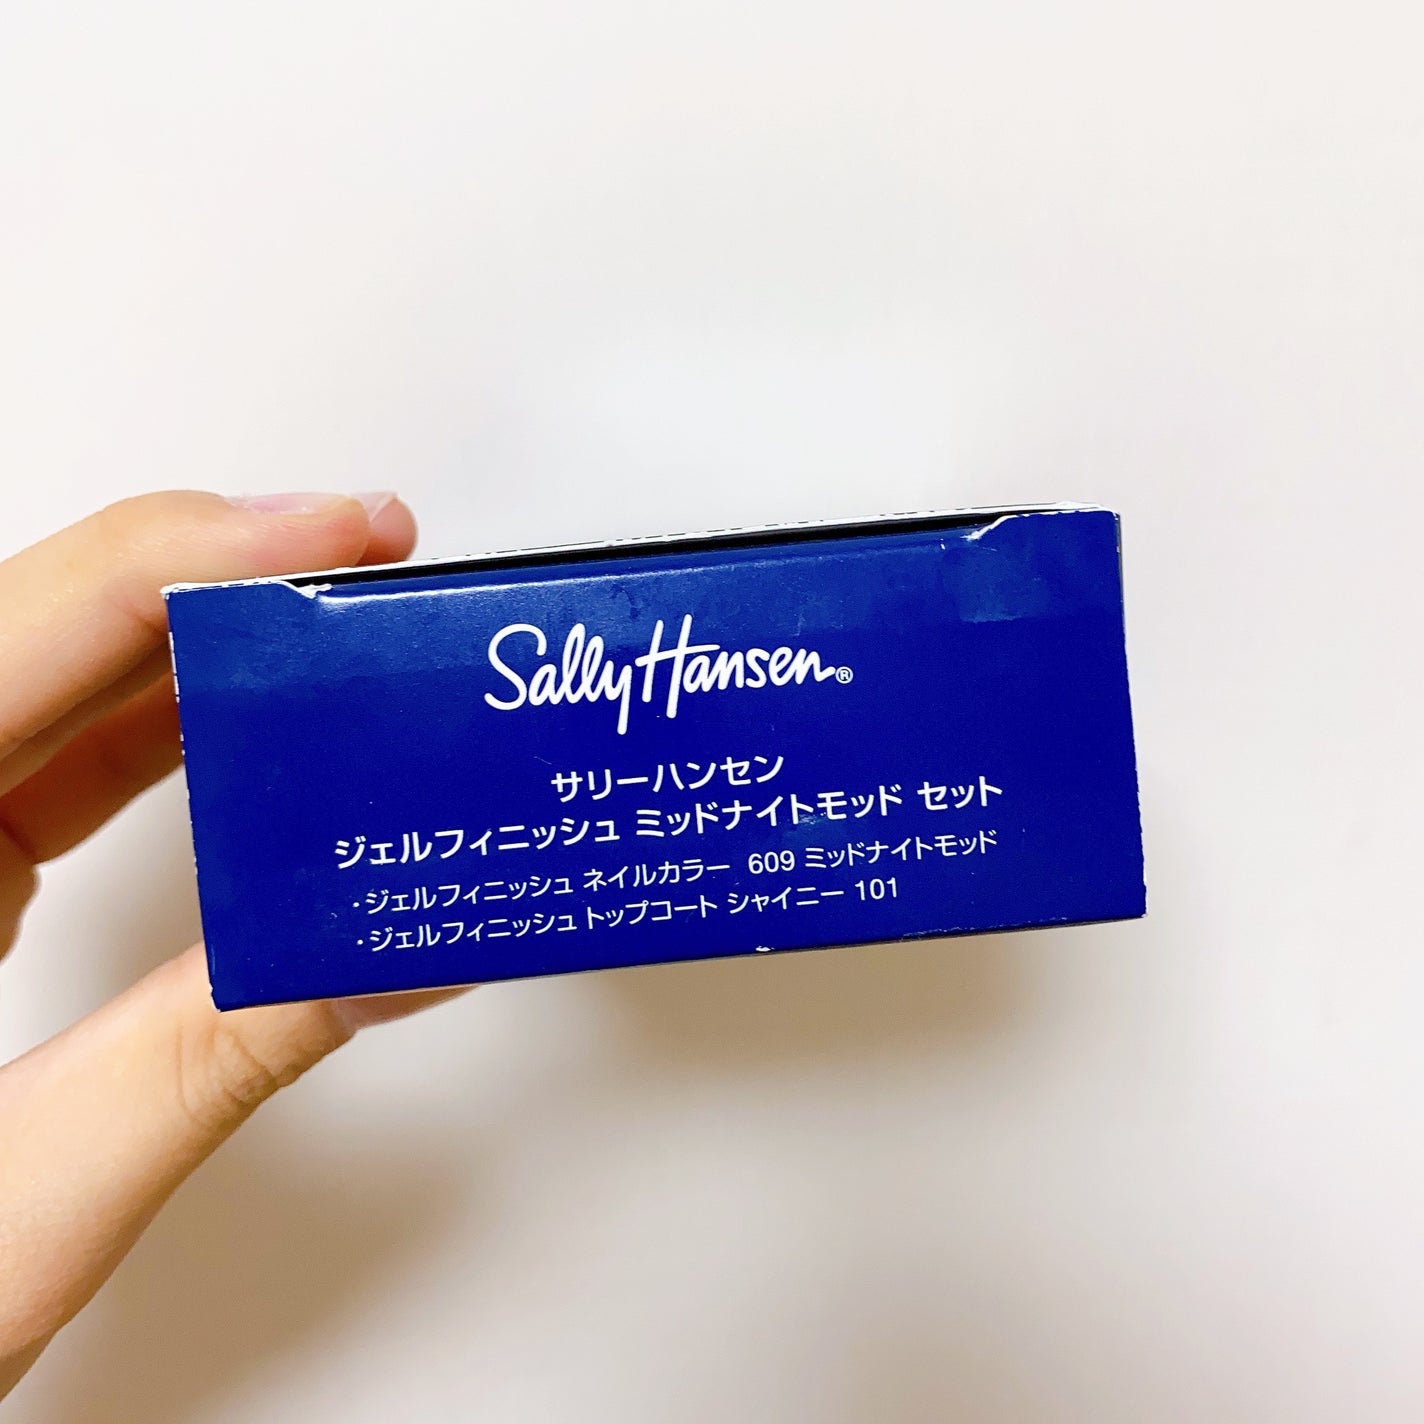 Sally Hansen®
サリーハンセン
ジェルフィニッシュ ミッドナイトモッド セット
・ジェルフィニッシュ ネイルカラー 609 ミッドナイトモッド
・ジェルフィニッシュ トップコート シャイニー 101